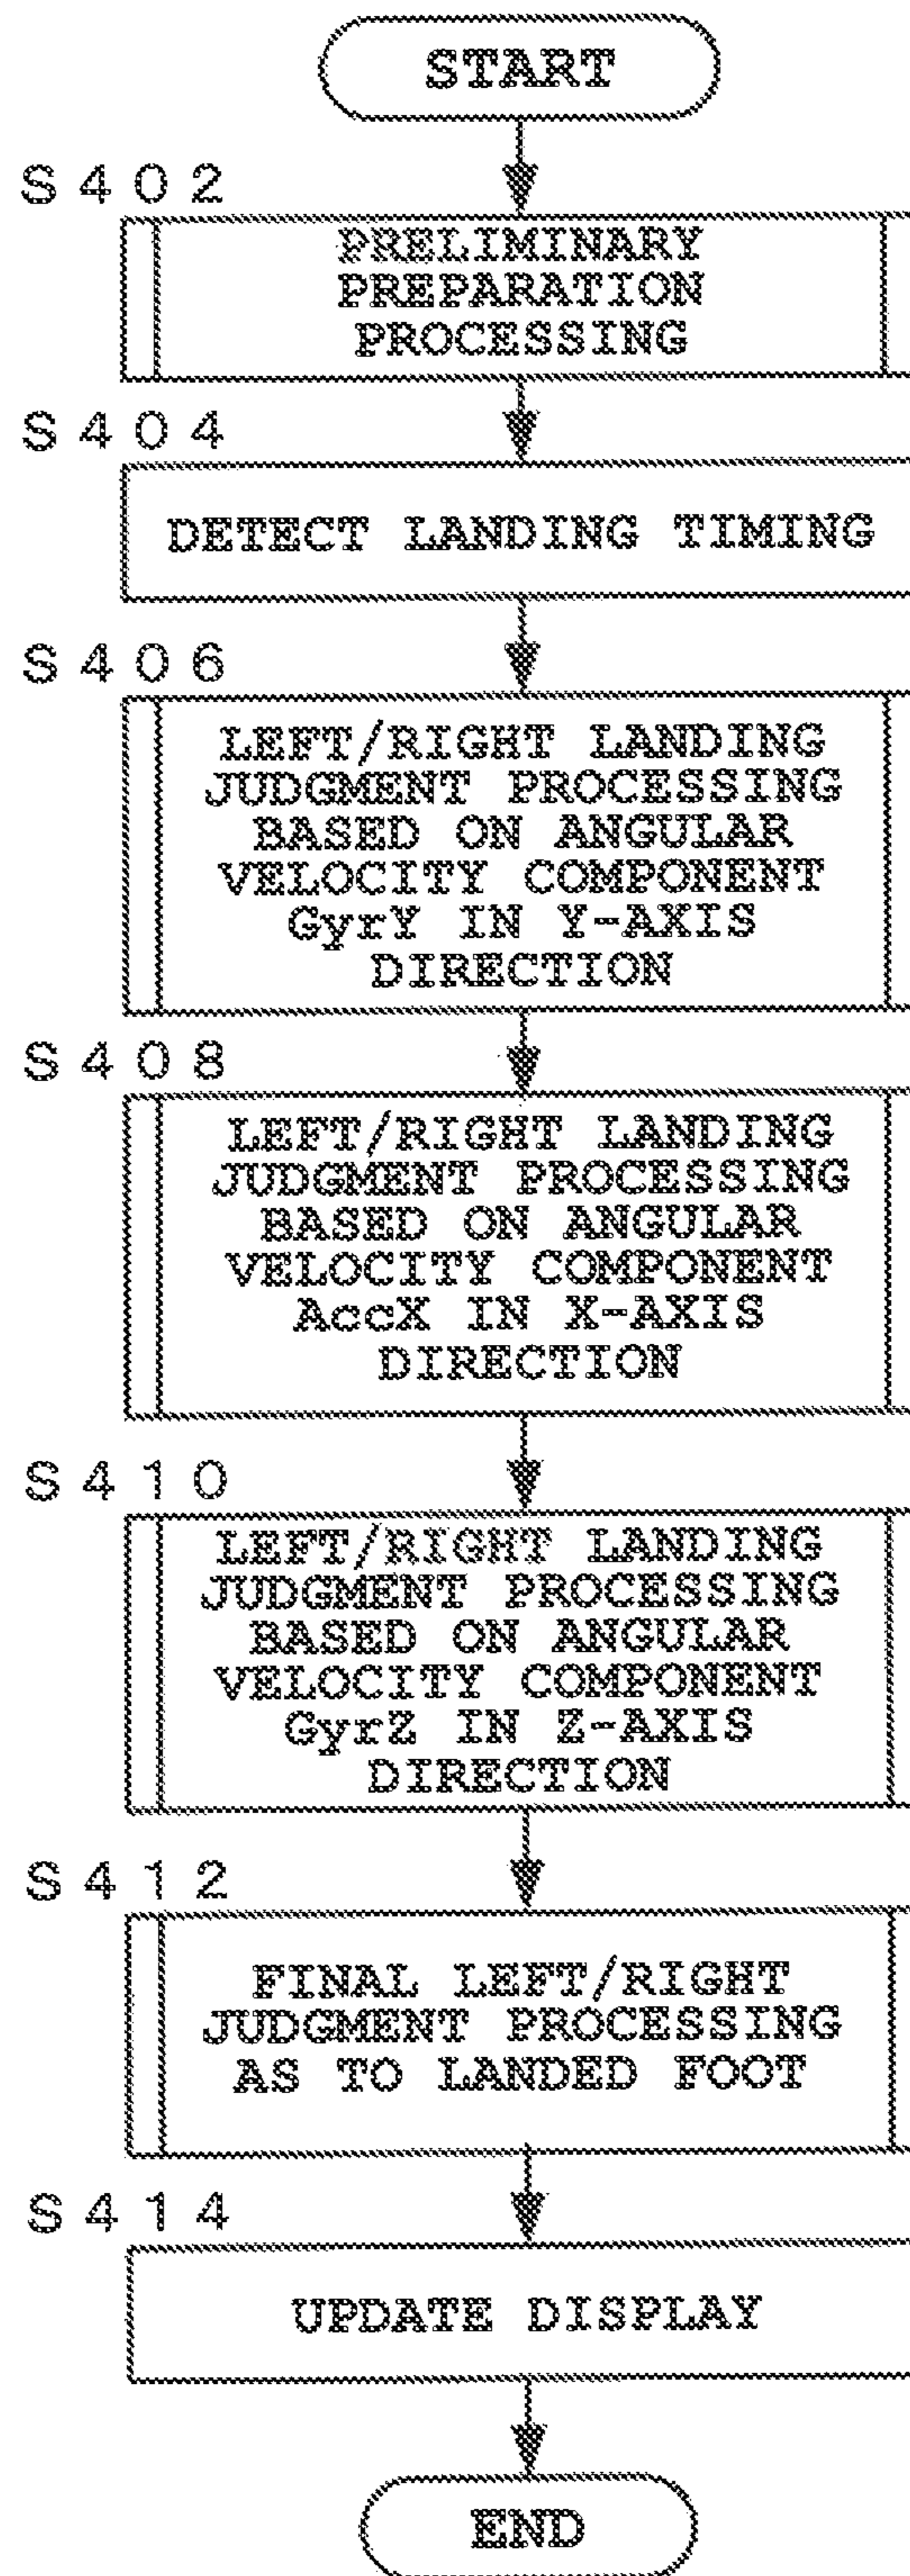 START
S402
PRELIMINARY
PREPARATION
PROCESSING
S404
DETECT LANDING TIMING
S406
LEFT/RIGHT LANDING
JUDGMENT PROCESSING
BASED ON ANGULAR
VELOCITY COMPONENT
GyrY IN Y-AXIS
DIRECTION
S408
LEFT/RIGHT LANDING
JUDGMENT PROCESSING
BASED ON ANGULAR
VELOCITY COMPONENT
AccX IN X-AXIS
DIRECTION
S410
LEFT/RIGHT LANDING
JUDGMENT PROCESSING
BASED ON ANGULAR
VELOCITY COMPONENT
GyrZ IN Z-AXIS
DIRECTION
S412
FINAL LEFT/RIGHT
JUDGMENT PROCESSING
AS TO LANDED FOOT
S414
UPDATE DISPLAY
END